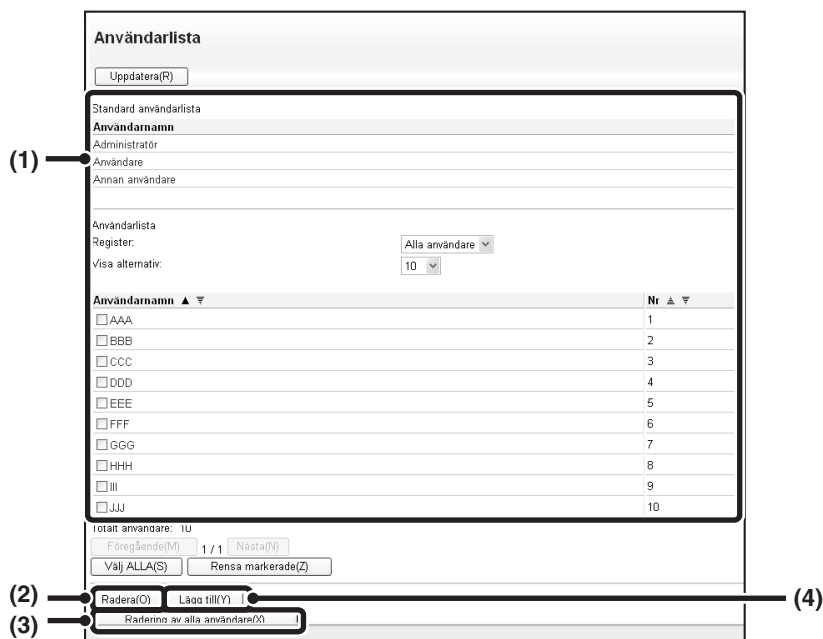 Användarlista
Uppdatera(R)
Standard användarlista
Användarnamn
Administratör
(1)
Användare
Annan användare
Användarlista
Register: Alla användare
Visa alternativ: 10
Användarnamn ▲ ▼ Nr ▲ ▼
AAA 1
BBB 2
CCC 3
DDD 4
EEE 5
FFF 6
GGG 7
HHH 8
III 9
JJJ 10
Totalt användare: 10
Föregående(M) 1 / 1 Nästa(N)
Välj ALLA(S) Rensa markerade(Z)
(2) Radera(O) Lägg till(Y) (4)
(3) Radering av alla användare(X)